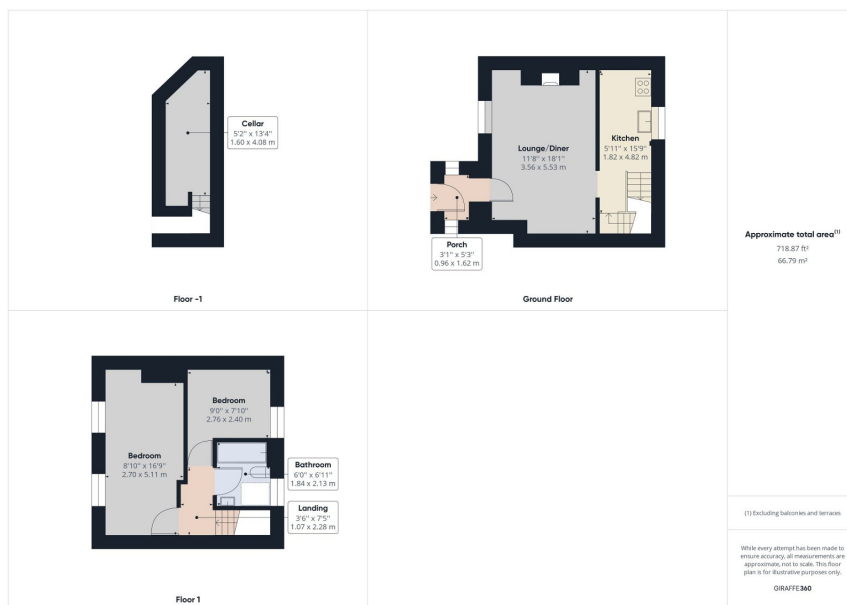 Cellar
5'2" x 13'4"
1.60 x 4.08 m
Floor -1
Lounge/Diner
11'8" x 18'1"
3.56 x 5.53 m
Kitchen
5'11" x 15'9"
1.82 x 4.82 m
Porch
3'1" x 5'3"
0.96 x 1.62 m
Ground Floor
Bedroom
9'0" x 7'10"
2.76 x 2.40 m
Bedroom
8'10" x 16'9"
2.70 x 5.11 m
Bathroom
6'0" x 6'11"
1.84 x 2.13 m
Landing
3'6" x 7'5"
1.07 x 2.28 m
Floor 1
Approximate total area⁽¹⁾
718.87 ft²
66.79 m²
(1) Excluding balconies and terraces
While every attempt has been made to
ensure accuracy, all measurements are
approximate, not to scale. This floor
plan is for illustrative purposes only.
GIRAFFE360